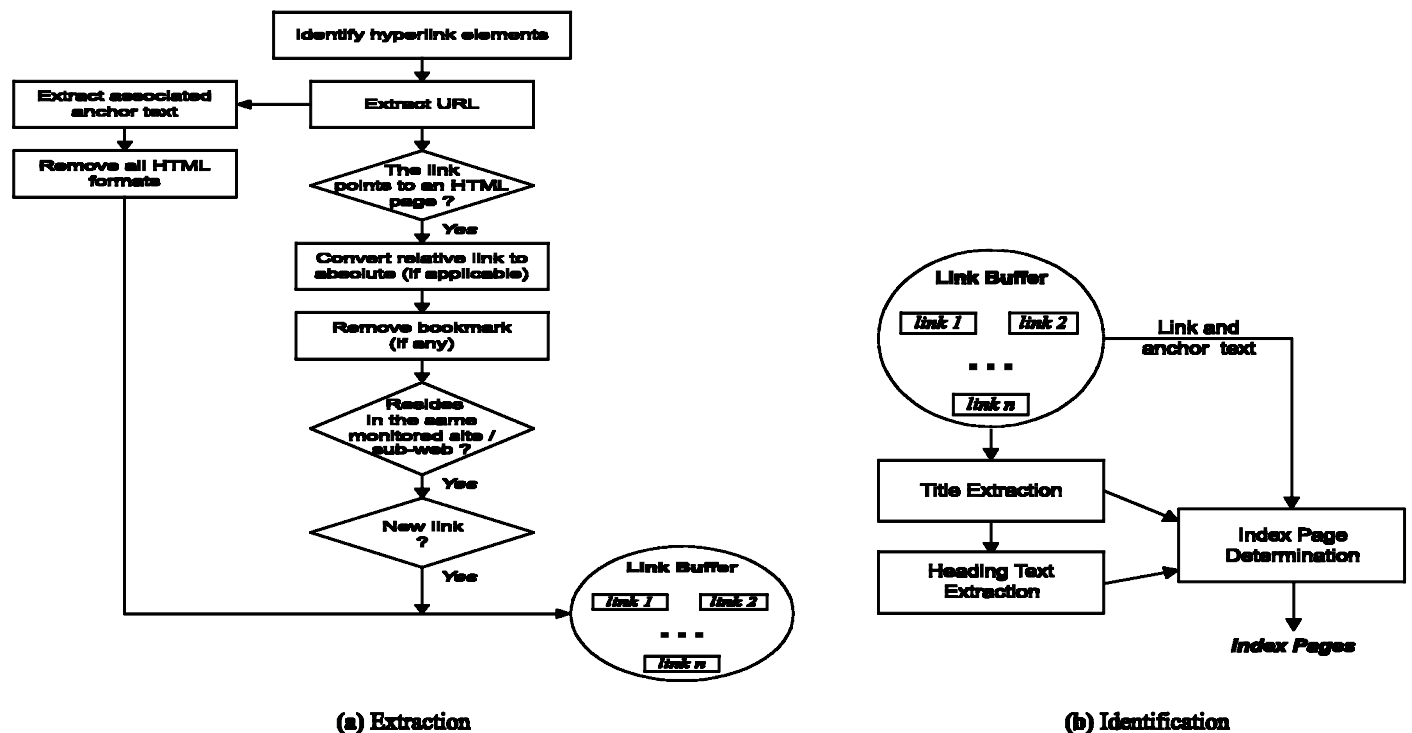 Identify hyperlink elements
Extract associated
anchor text
Extract URL
Remove all HTML
formats
The link
points to an HTML
page ?
Yes
Convert relative link to
absolute (if applicable)
Remove bookmark
(if any)
Resides
in the same
monitored site /
sub-web ?
Yes
New link
?
Yes
Link Buffer
link 1
link 2
...
link n
(a) Extraction
Link Buffer
link 1
link 2
...
link n
Link and
anchor text
Title Extraction
Heading Text
Extraction
Index Page
Determination
Index Pages
(b) Identification